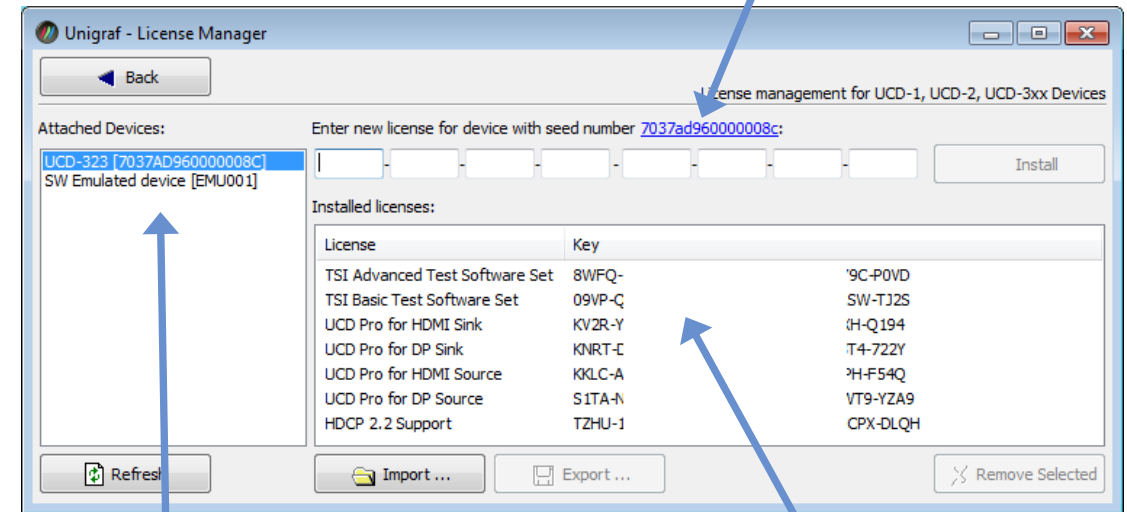 Unigraf - License Manager
Back
License management for UCD-1, UCD-2, UCD-3xx Devices
Attached Devices:
Enter new license for device with seed number 7037ad960000008c:
UCD-323 [7037AD960000008C]
SW Emulated device [EMU001]
- - - - - - -
Install
Installed licenses:
License Key
TSI Advanced Test Software Set 8WFQ- 9C-P0VD
TSI Basic Test Software Set 09VP-Q SW-TJ2S
UCD Pro for HDMI Sink KV2R-Y H-Q194
UCD Pro for DP Sink KNRT- T4-722Y
UCD Pro for HDMI Source KKLC-A H-F54Q
UCD Pro for DP Source S1TA- T9-YZA9
HDCP 2.2 Support TZHU-1 CPX-DLQH
Refresh
Import ...
Export ...
Remove Selected